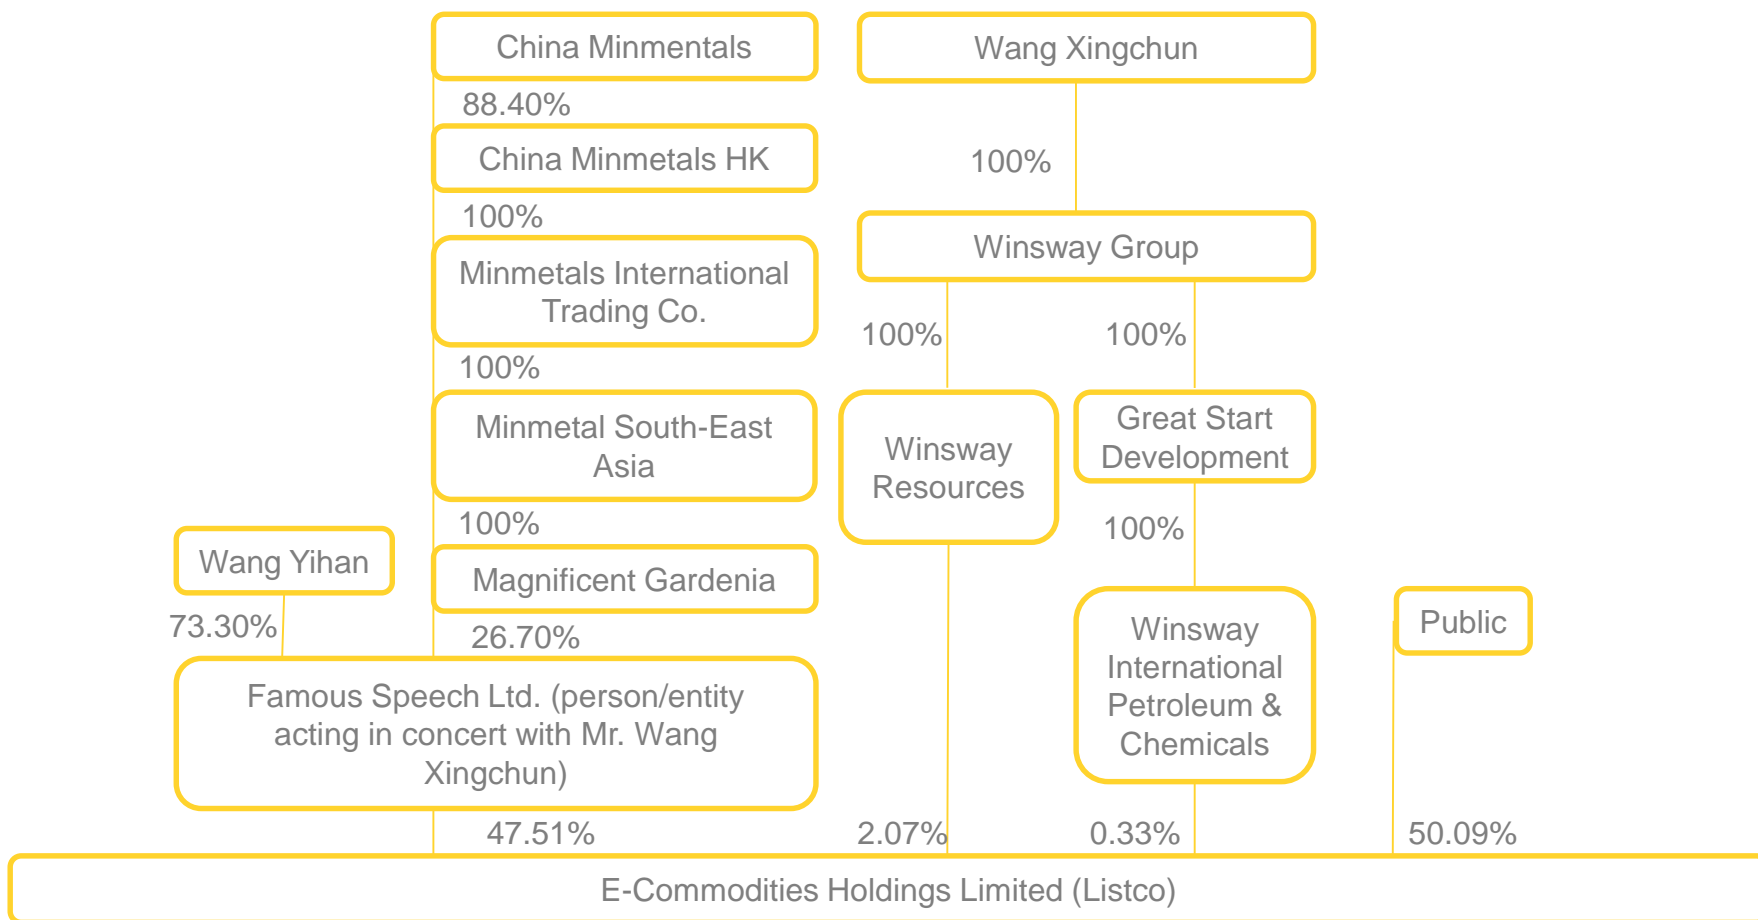 China Minmentals
Wang Xingchun
88.40%
China Minmetals HK
100%
100%
Minmetals International
Trading Co.
Winsway Group
100%
100%
100%
Minmetal South-East
Asia
Winsway
Resources
Great Start
Development
100%
100%
Wang Yihan
Magnificent Gardenia
73.30%
26.70%
Winsway
International
Petroleum &
Chemicals
Public
Famous Speech Ltd. (person/entity
acting in concert with Mr. Wang
Xingchun)
47.51%
2.07%
0.33%
50.09%
E-Commodities Holdings Limited (Listco)